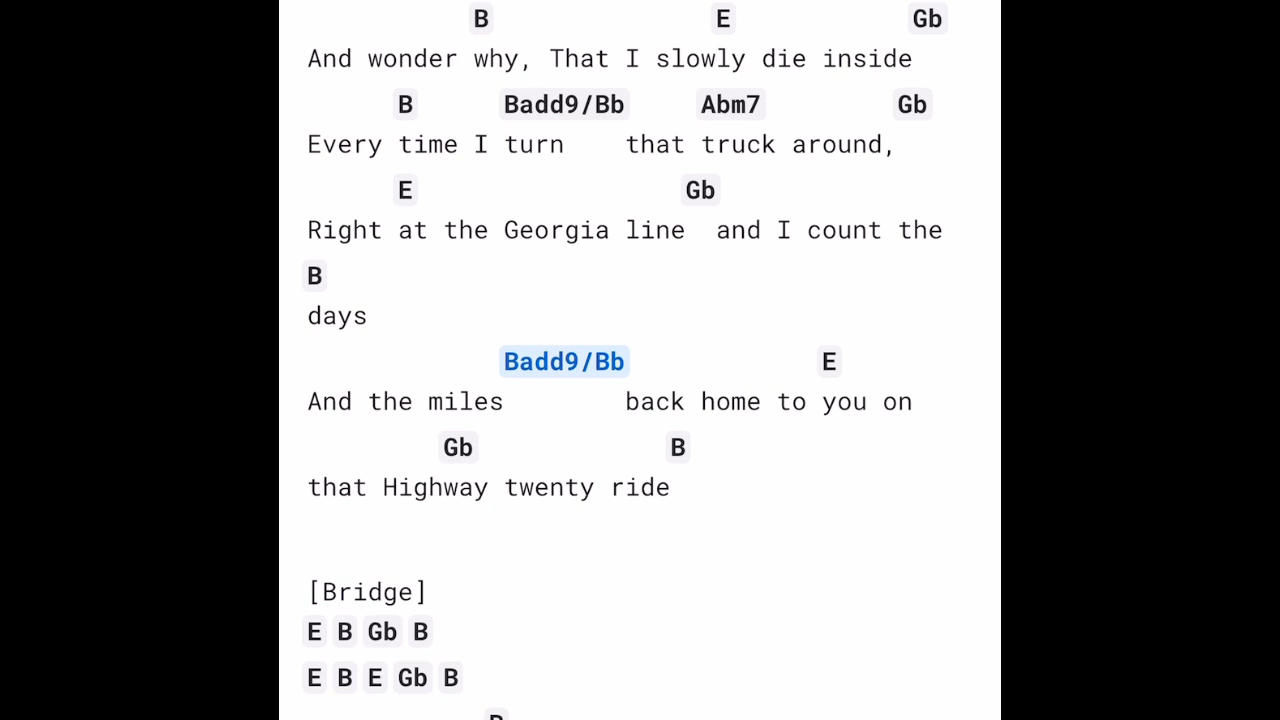 B E Gb
And wonder why, That I slowly die inside
B Badd9/Bb Abm7 Gb
Every time I turn that truck around,
E Gb
Right at the Georgia line and I count the
B
days
Badd9/Bb E
And the miles back home to you on
Gb B
that Highway twenty ride
[Bridge]
E B Gb B
E B E Gb B